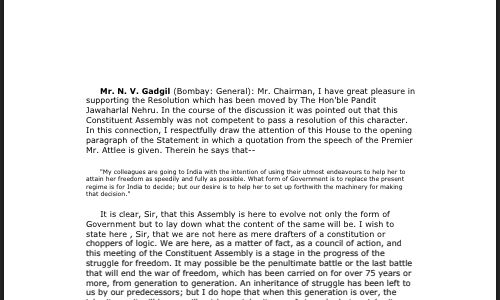 Mr. N. V. Gadgil (Bombay: General): Mr. Chairman, I have great pleasure in
supporting the Resolution which has been moved by The Hon'ble Pandit
Jawaharlal Nehru. In the course of the discussion it was pointed out that this
Constituent Assembly was not competent to pass a resolution of this character.
In this connection, I respectfully draw the attention of this House to the opening
paragraph of the Statement in which a quotation from the speech of the Premier
Mr. Attlee is given. Therein he says that--
"My colleagues are going to India with the intention of using their utmost endeavours to help her to
attain her freedom as speedily and fully as possible. What form of Government is to replace the present
regime is for India to decide; but our desire is to help her to set up forthwith the machinery for making
that decision."
It is clear, Sir, that this Assembly is here to evolve not only the form of
Government but to lay down what the content of the same will be. I wish to
state here , Sir, that we are not here as mere drafters of a constitution or
choppers of logic. We are here, as a matter of fact, as a council of action, and
this meeting of the Constituent Assembly is a stage in the progress of the
struggle for freedom. It may possible be the penultimate battle or the last battle
that will end the war of freedom, which has been carried on for over 75 years or
more, from generation to generation. An inheritance of struggle has been left to
us by our predecessors; but I do hope that when this generation is over, the